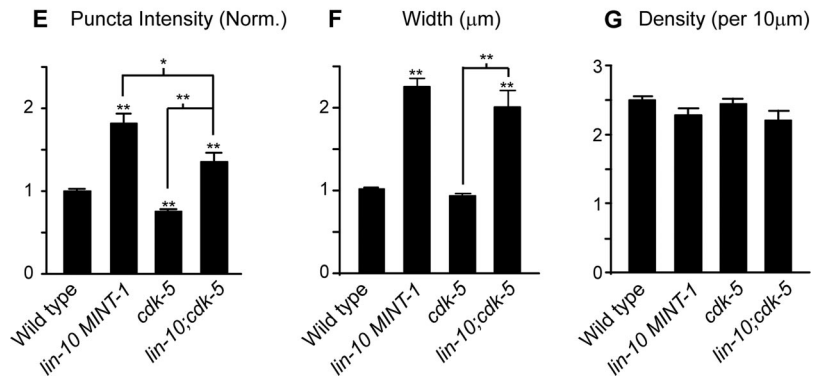 E Puncta Intensity (Norm.)
2
1
0
**
**
**
*
**
Wild type
lin-10 MINT-1
cdk-5
lin-10;cdk-5
F Width (μm)
2
1
0
**
**
**
Wild type
lin-10 MINT-1
cdk-5
lin-10;cdk-5
G Density (per 10μm)
3
2
1
0
Wild type
lin-10 MINT-1
cdk-5
lin-10;cdk-5